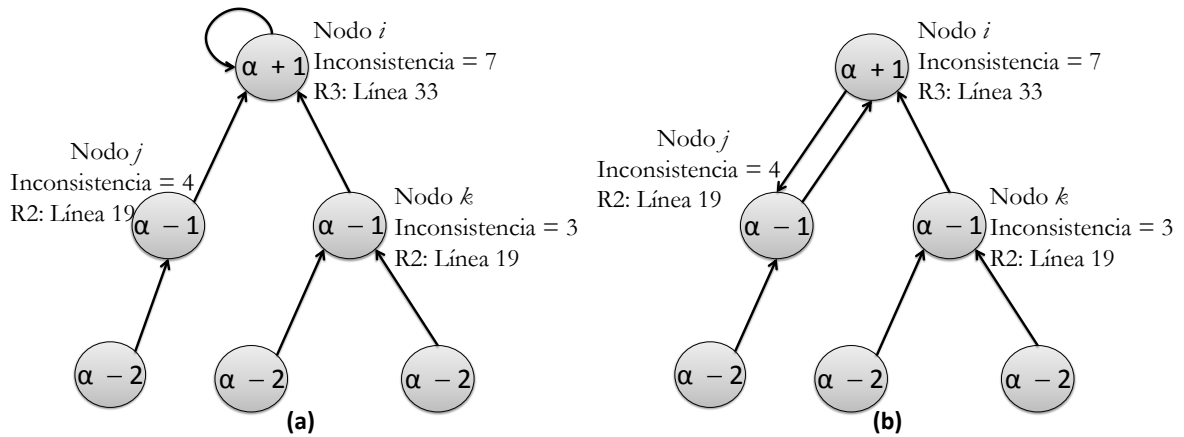 Nodo i
Inconsistencia = 7
R3: Línea 33
α + 1
Nodo j
Inconsistencia = 4
R2: Línea 19
α − 1
Nodo k
Inconsistencia = 3
R2: Línea 19
α − 1
α − 2
α − 2
α − 2
(a)
Nodo i
Inconsistencia = 7
R3: Línea 33
α + 1
Nodo j
Inconsistencia = 4
R2: Línea 19
α − 1
Nodo k
Inconsistencia = 3
R2: Línea 19
α − 1
α − 2
α − 2
α − 2
(b)